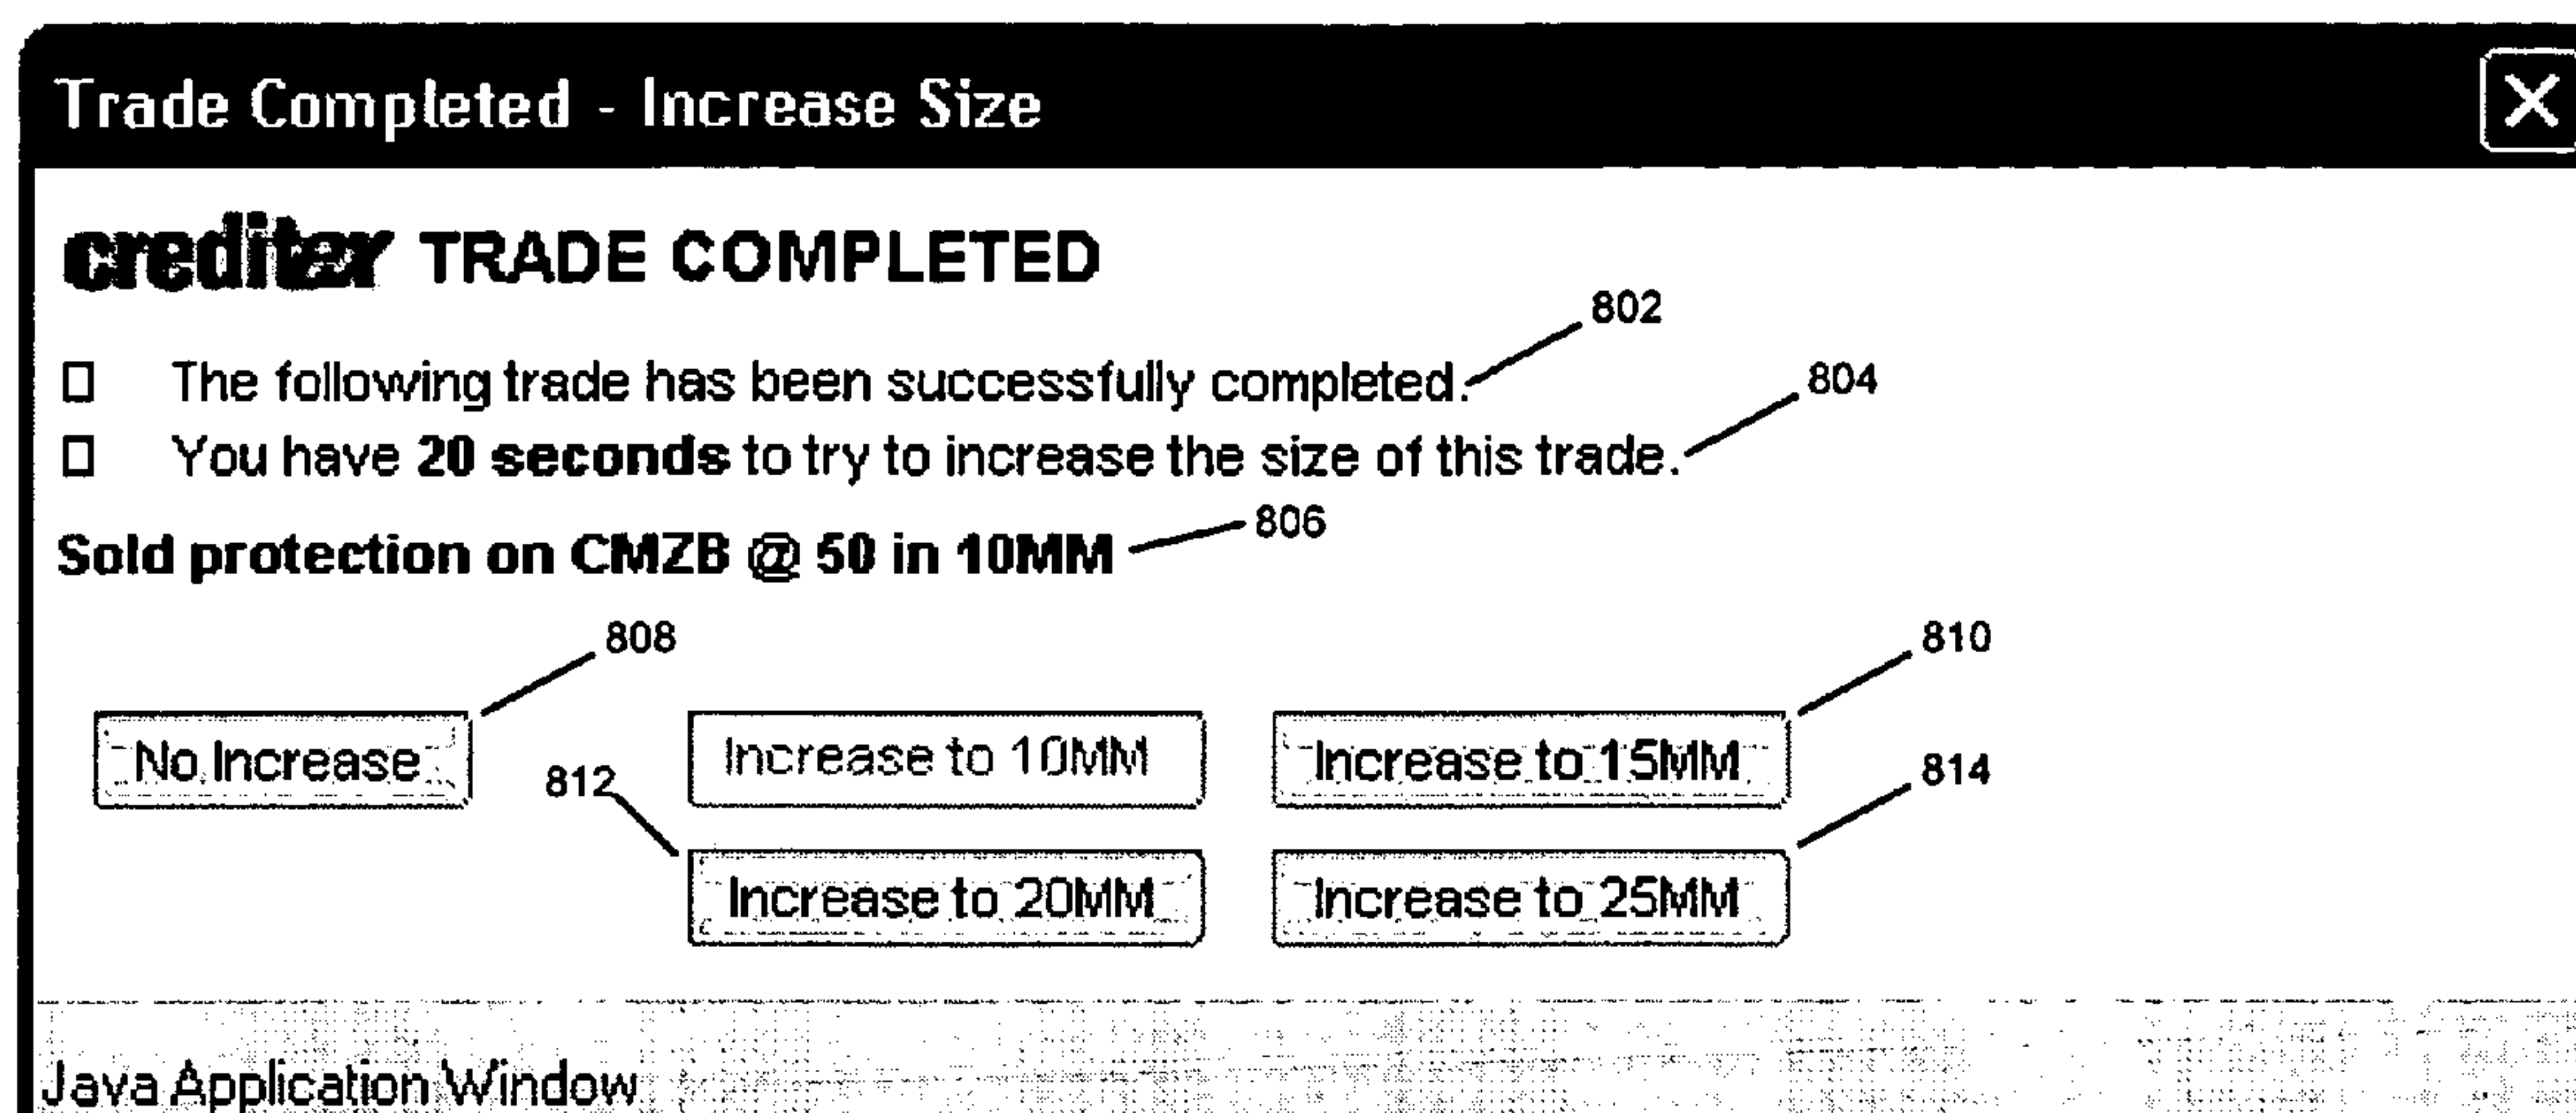 Trade Completed - Increase Size
creditex TRADE COMPLETED
802
The following trade has been successfully completed.
804
You have 20 seconds to try to increase the size of this trade.
806
Sold protection on CMZB @ 50 in 10MM
808 810
No Increase Increase to 10MM Increase to 15MM
812 814
Increase to 20MM Increase to 25MM
Java Application Window